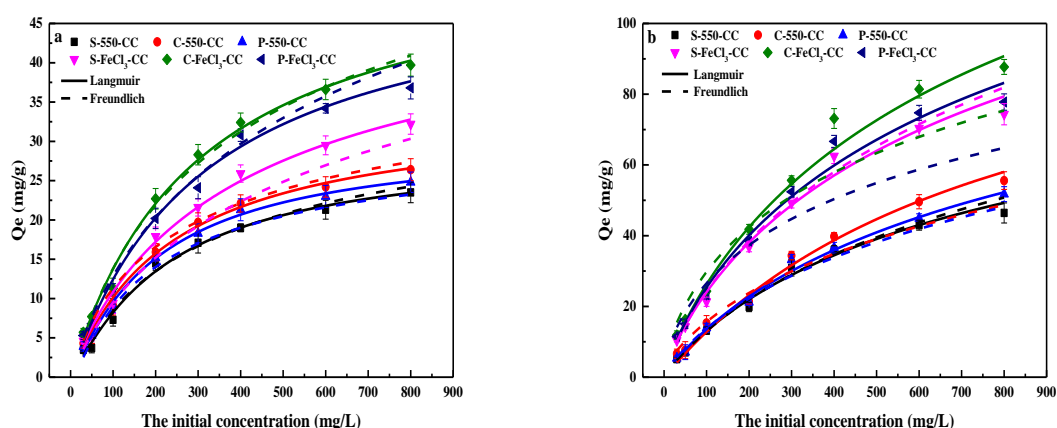 a
S-550-CC C-550-CC P-550-CC
S-FeCl3-CC C-FeCl3-CC P-FeCl3-CC
Langmuir
Freundlich
Qe (mg/g)
45
40
35
30
25
20
15
10
5
0
0 100 200 300 400 500 600 700 800 900
The initial concentration (mg/L)
b
S-550-CC C-550-CC P-550-CC
S-FeCl3-CC C-FeCl3-CC P-FeCl3-CC
Langmuir
Freundlich
Qe (mg/g)
100
80
60
40
20
0
0 100 200 300 400 500 600 700 800 900
The initial concentration (mg/L)